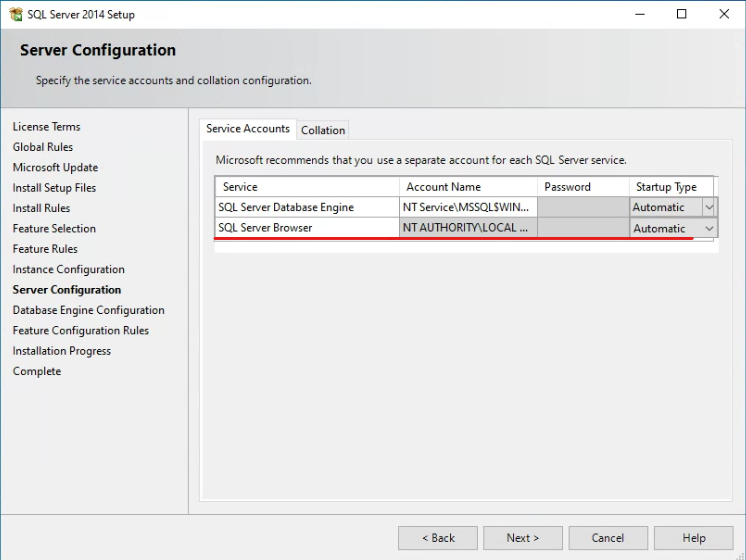 SQL Server 2014 Setup
Server Configuration
Specify the service accounts and collation configuration.
License Terms
Global Rules
Microsoft Update
Install Setup Files
Install Rules
Feature Selection
Feature Rules
Instance Configuration
Server Configuration
Database Engine Configuration
Feature Configuration Rules
Installation Progress
Complete
Service Accounts Collation
Microsoft recommends that you use a separate account for each SQL Server service.
Service Account Name Password Startup Type
SQL Server Database Engine NT Service\MSSQL$WIN... Automatic
SQL Server Browser NT AUTHORITY\LOCAL ... Automatic
< Back Next > Cancel Help